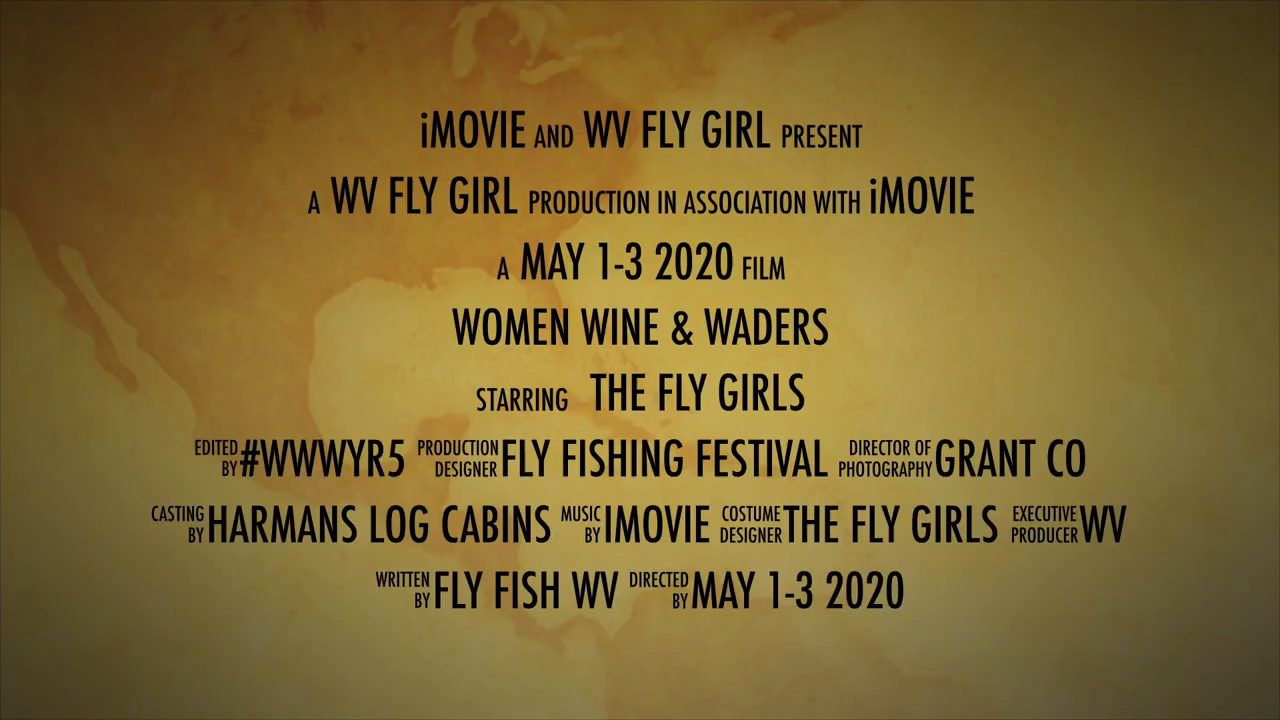 iMOVIE AND WV FLY GIRL PRESENT
A WV FLY GIRL PRODUCTION IN ASSOCIATION WITH iMOVIE
A MAY 1-3 2020 FILM
WOMEN WINE & WADERS
STARRING THE FLY GIRLS
EDITED BY #WWWYR5 PRODUCTION DESIGNER FLY FISHING FESTIVAL DIRECTOR OF PHOTOGRAPHY GRANT CO
CASTING BY HARMANS LOG CABINS MUSIC BY IMOVIE COSTUME DESIGNER THE FLY GIRLS EXECUTIVE PRODUCER WV
WRITTEN BY FLY FISH WV DIRECTED BY MAY 1-3 2020